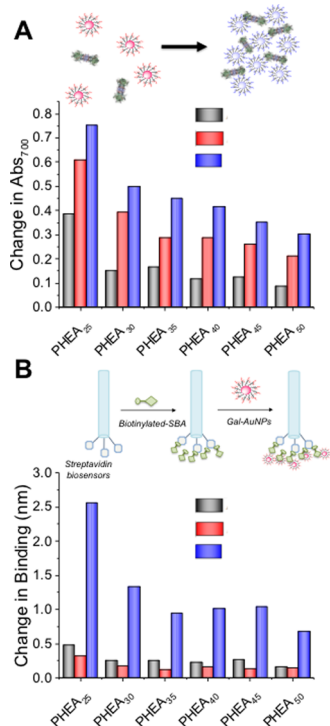 A
Change in Abs700
0.8
0.7
0.6
0.5
0.4
0.3
0.2
0.1
0.0
PHEA25
PHEA30
PHEA35
PHEA40
PHEA45
PHEA50
B
Biotinylated-SBA
Gal-AuNPs
Streptavidin
biosensors
Change in Binding (nm)
3.0
2.5
2.0
1.5
1.0
0.5
0.0
PHEA25
PHEA30
PHEA35
PHEA40
PHEA45
PHEA50